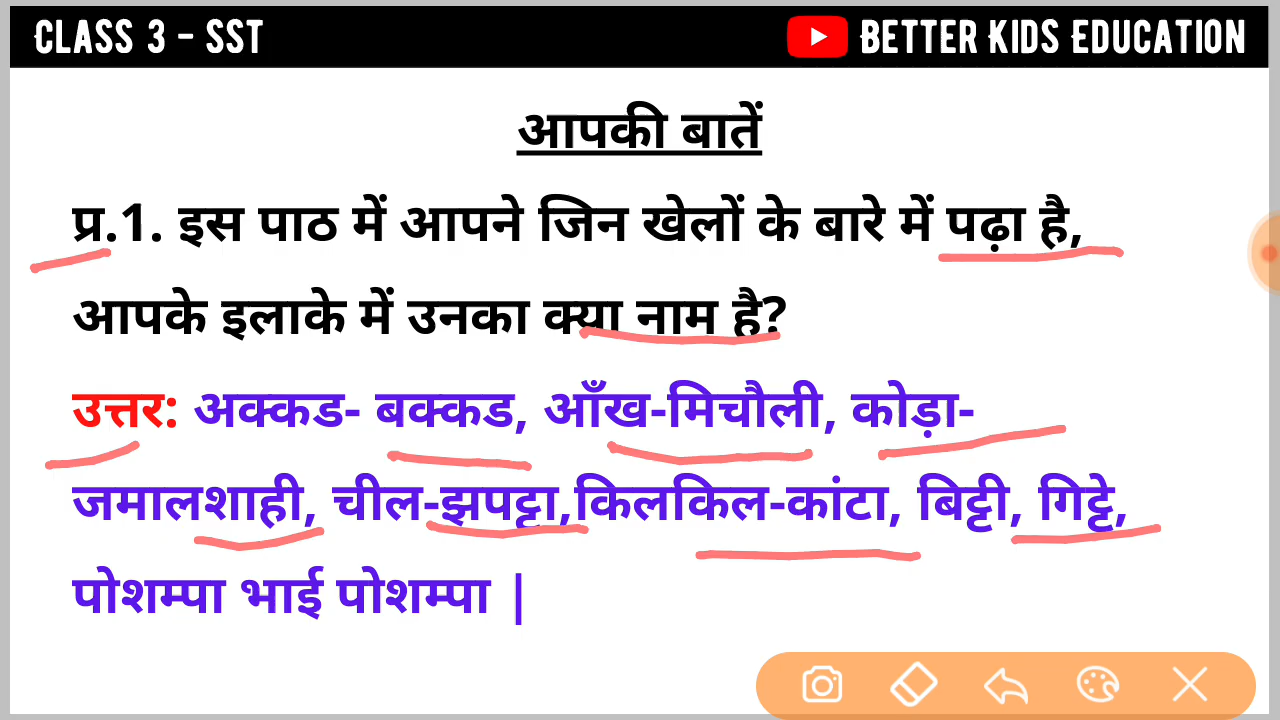 CLASS 3 - SST
BETTER KIDS EDUCATION
आपकी बातें
प्र.1. इस पाठ में आपने जिन खेलों के बारे में पढ़ा है,
आपके इलाके में उनका क्या नाम है?
उत्तर: अक्कड- बक्कड, आँख-मिचौली, कोड़ा-
जमालशाही, चील-झपट्टा,किलकिल-कांटा, बिट्टी, गिट्टे,
पोशम्पा भाई पोशम्पा |